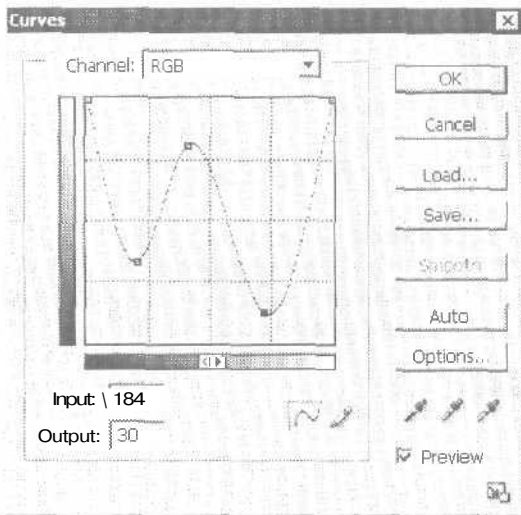 Curves
Channel: RGB
OK
Cancel
Load...
Save...
Smooth
Auto
Options...
Input: \ 184
Output: 30
Preview